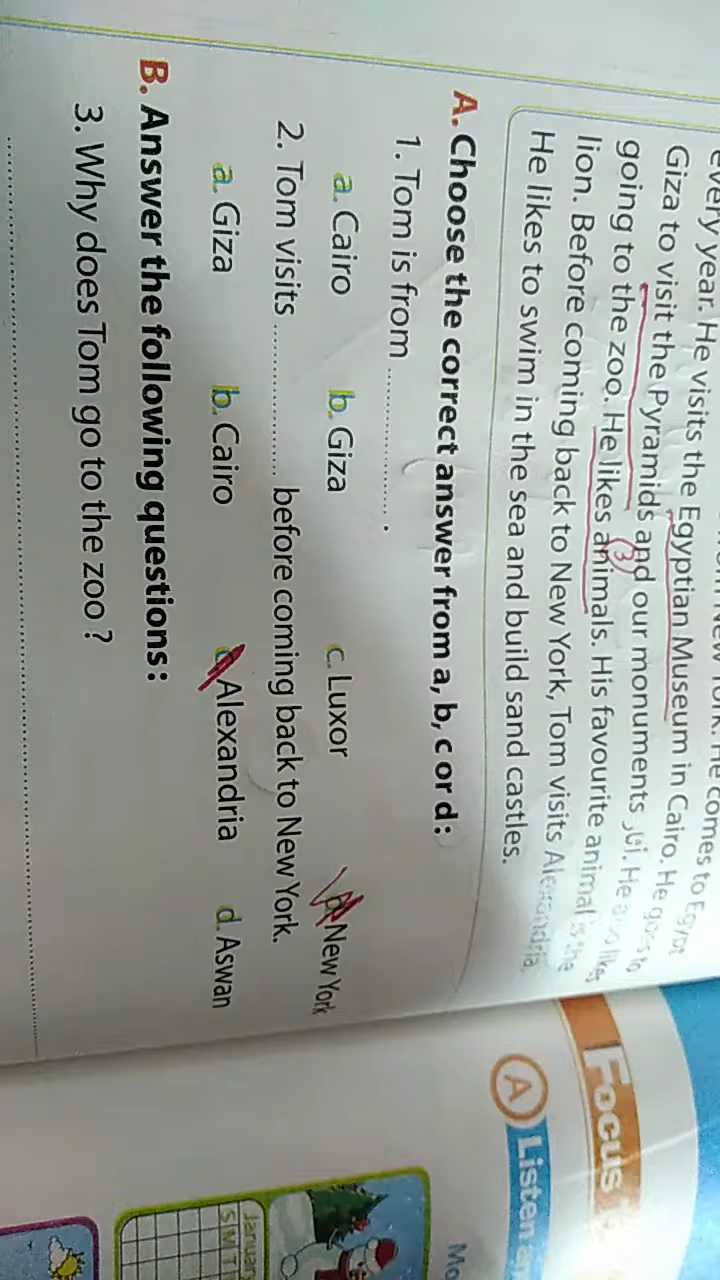 every year. He visits the Egyptian Museum in Cairo. He goes to
Giza to visit the Pyramids and our monuments آثار. He also likes
going to the zoo. He likes animals. His favourite animal is the
lion. Before coming back to New York, Tom visits Alexandria.
He likes to swim in the sea and build sand castles.
A. Choose the correct answer from a, b, c or d:
1. Tom is from .................. .
a. Cairo b. Giza c. Luxor d. New York
2. Tom visits .................. before coming back to New York.
a. Giza b. Cairo c. Alexandria d. Aswan
B. Answer the following questions:
3. Why does Tom go to the zoo?
3
Focus
A Listen
January
S M T